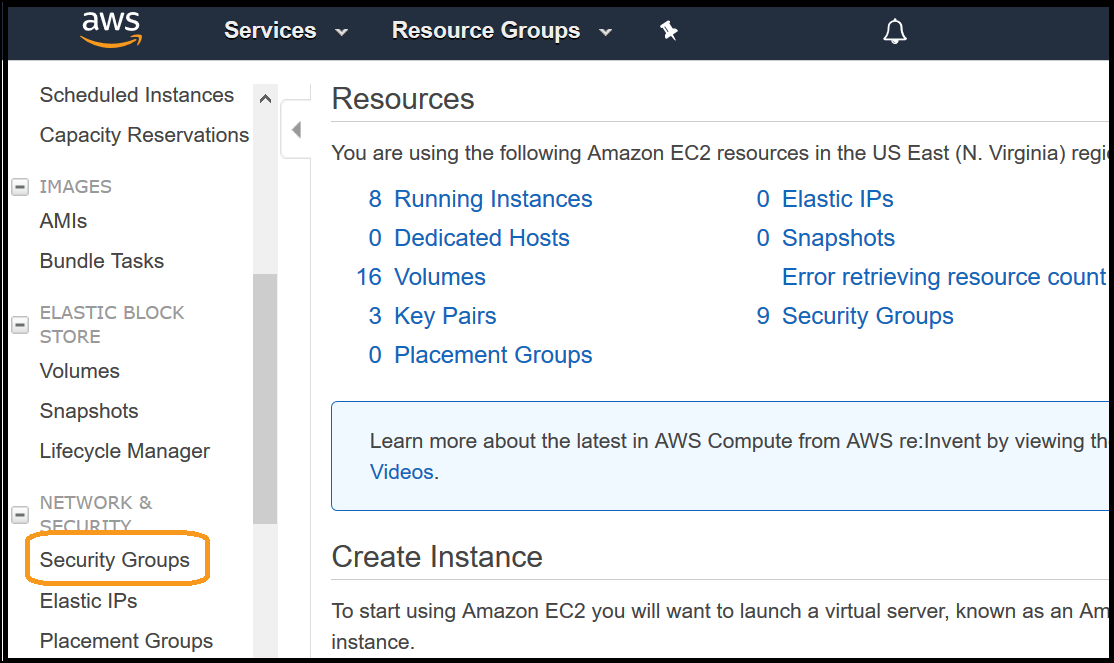 aws
Services
Resource Groups
Scheduled Instances
Capacity Reservations
IMAGES
AMIs
Bundle Tasks
ELASTIC BLOCK
STORE
Volumes
Snapshots
Lifecycle Manager
NETWORK &
SECURITY
Security Groups
Elastic IPs
Placement Groups
Resources
You are using the following Amazon EC2 resources in the US East (N. Virginia) regi
8 Running Instances
0 Elastic IPs
0 Dedicated Hosts
0 Snapshots
16 Volumes
Error retrieving resource count
3 Key Pairs
9 Security Groups
0 Placement Groups
Learn more about the latest in AWS Compute from AWS re:Invent by viewing th
Videos.
Create Instance
To start using Amazon EC2 you will want to launch a virtual server, known as an Am
instance.